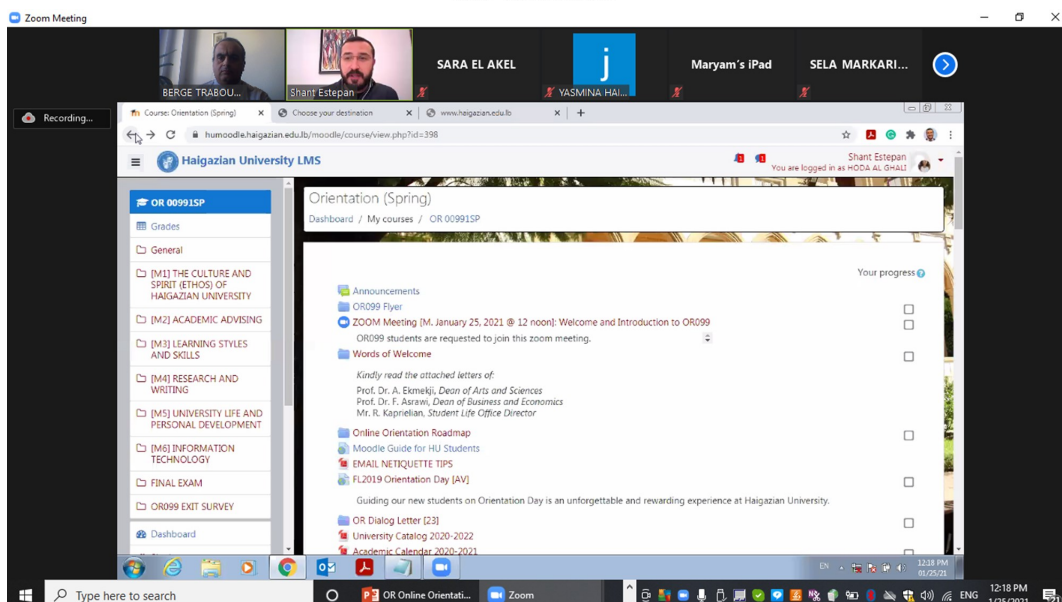 Zoom Meeting
BERGE TRABOU...
Shant Estepan
SARA EL AKEL
j
YASMINA HAI...
Maryam's iPad
SELA MARKARI...
Recording...
Course: Orientation (Spring)
Choose your destination
www.haigazian.edu.lb
humoodle.haigazian.edu.lb/moodle/course/view.php?id=398
Haigazian University LMS
1
1
Shant Estepan
You are logged in as HODA AL GHALI
OR 00991SP
Grades
General
[M1] THE CULTURE AND
SPIRIT (ETHOS) OF
HAIGAZIAN UNIVERSITY
[M2] ACADEMIC ADVISING
[M3] LEARNING STYLES
AND SKILLS
[M4] RESEARCH AND
WRITING
[M5] UNIVERSITY LIFE AND
PERSONAL DEVELOPMENT
[M6] INFORMATION
TECHNOLOGY
FINAL EXAM
OR099 EXIT SURVEY
Dashboard
Orientation (Spring)
Dashboard / My courses / OR 00991SP
Your progress
Announcements
OR099 Flyer
ZOOM Meeting [M. January 25, 2021 @ 12 noon]: Welcome and Introduction to OR099
OR099 students are requested to join this zoom meeting.
Words of Welcome
Kindly read the attached letters of:
Prof. Dr. A. Ekmekji, Dean of Arts and Sciences
Prof. Dr. F. Asrawi, Dean of Business and Economics
Mr. R. Kaprielian, Student Life Office Director
Online Orientation Roadmap
Moodle Guide for HU Students
EMAIL NETIQUETTE TIPS
FL2019 Orientation Day [AV]
Guiding our new students on Orientation Day is an unforgettable and rewarding experience at Haigazian University.
OR Dialog Letter [23]
University Catalog 2020-2022
Academic Calendar 2020-2021
EN
12:18 PM
01/25/21
Type here to search
OR Online Orientati...
Zoom
ENG
12:18 PM
1/25/2021